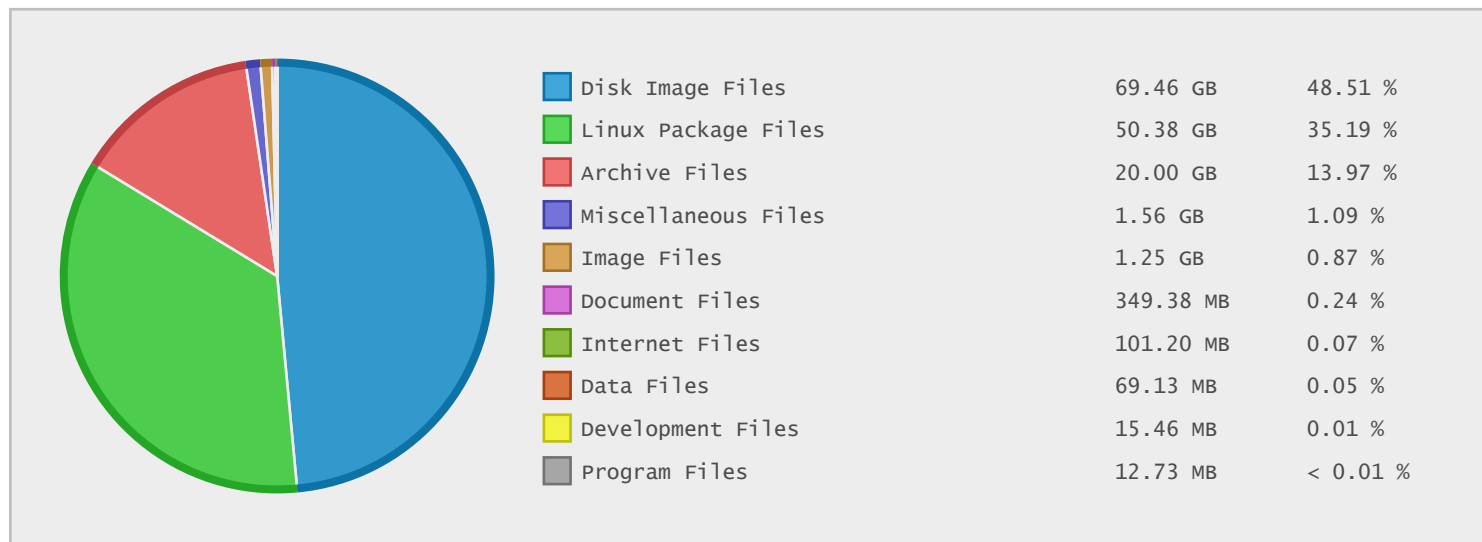 Disk Image Files 69.46 GB 48.51 %
Linux Package Files 50.38 GB 35.19 %
Archive Files 20.00 GB 13.97 %
Miscellaneous Files 1.56 GB 1.09 %
Image Files 1.25 GB 0.87 %
Document Files 349.38 MB 0.24 %
Internet Files 101.20 MB 0.07 %
Data Files 69.13 MB 0.05 %
Development Files 15.46 MB 0.01 %
Program Files 12.73 MB < 0.01 %